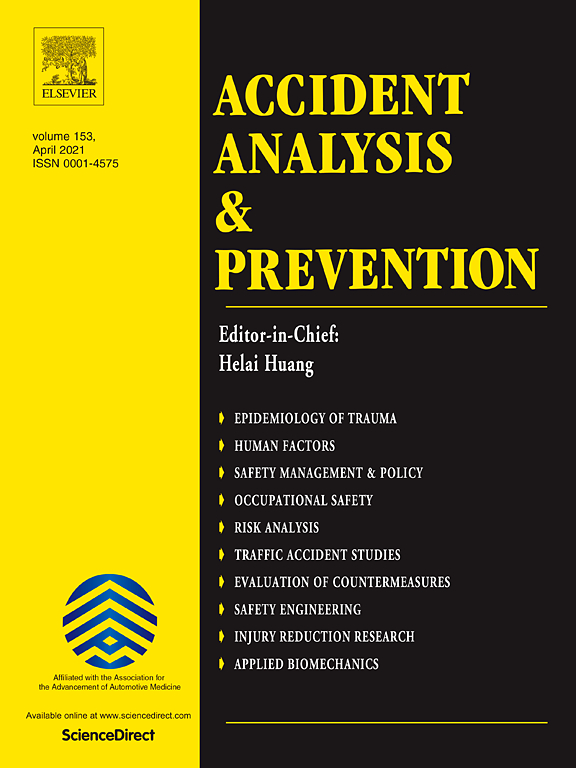 ELSEVIER
volume 153,
April 2021
ISSN 0001-4575
ACCIDENT
ANALYSIS
&
PREVENTION
Editor-in-Chief:
Helai Huang
EPIDEMIOLOGY OF TRAUMA
HUMAN FACTORS
SAFETY MANAGEMENT & POLICY
OCCUPATIONAL SAFETY
RISK ANALYSIS
TRAFFIC ACCIDENT STUDIES
EVALUATION OF COUNTERMEASURES
SAFETY ENGINEERING
INJURY REDUCTION RESEARCH
APPLIED BIOMECHANICS
Affiliated with the Association for
the Advancement of Automotive Medicine
Available online at www.sciencedirect.com
ScienceDirect